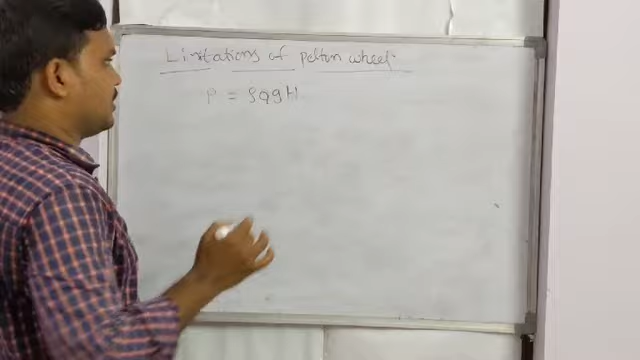 Limitations of pelton wheel
P = ρQgH